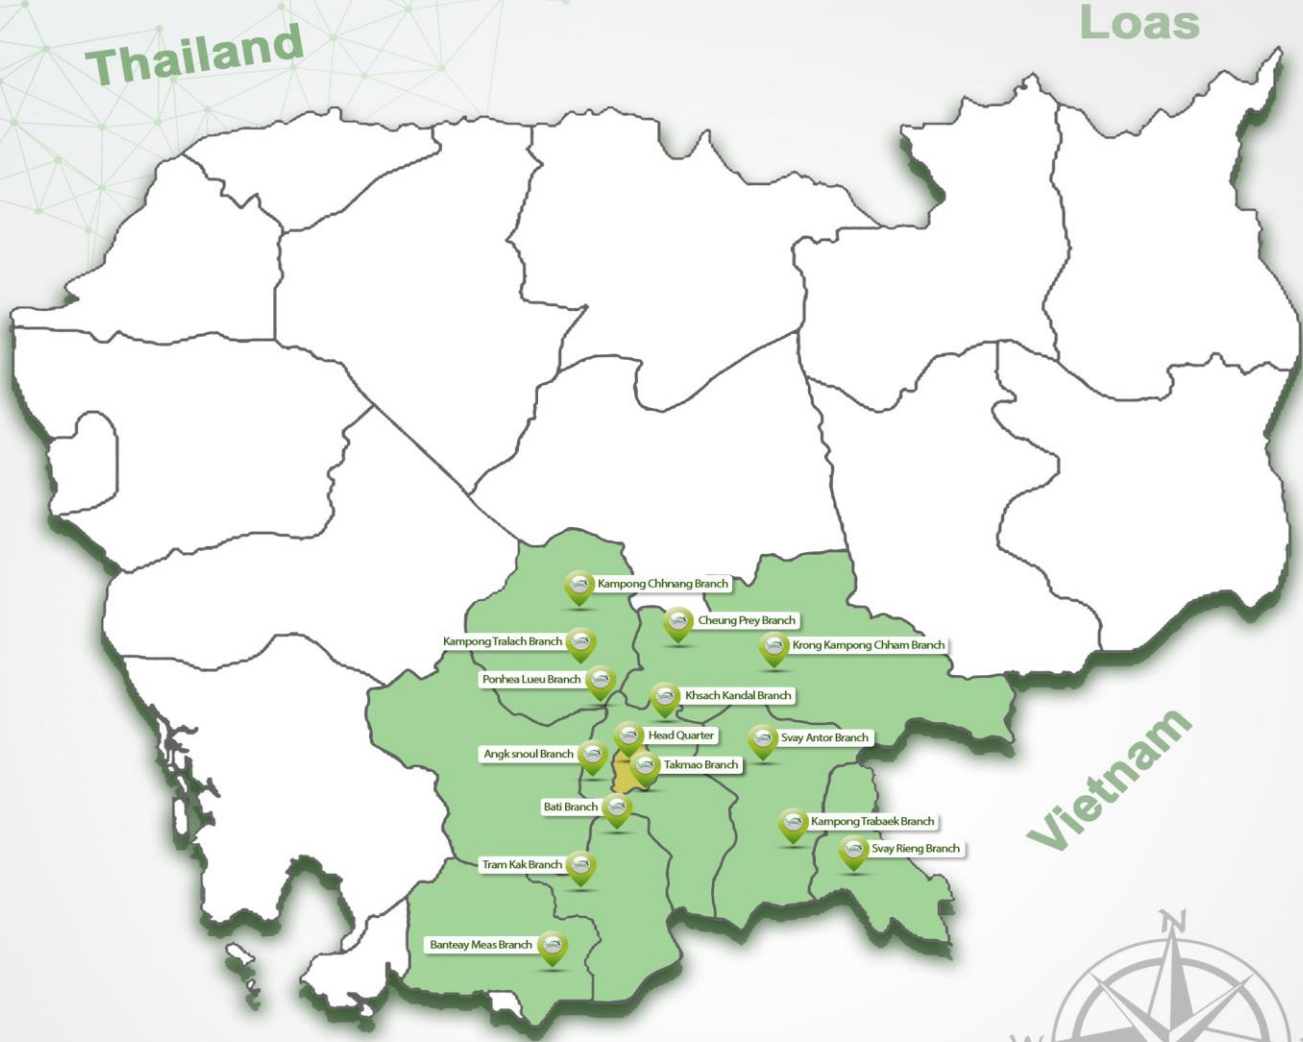 Thailand
Loas
Kampong Chhnang Branch
Cheung Prey Branch
Kampong Tralach Branch
Krong Kampong Chham Branch
Ponhea Lueu Branch
Khsach Kandal Branch
Head Quarter
Svay Antor Branch
Angk snoul Branch
Takmao Branch
Bati Branch
Kampong Trabaek Branch
Svay Rieng Branch
Tram Kak Branch
Banteay Meas Branch
Vietnam
N
W